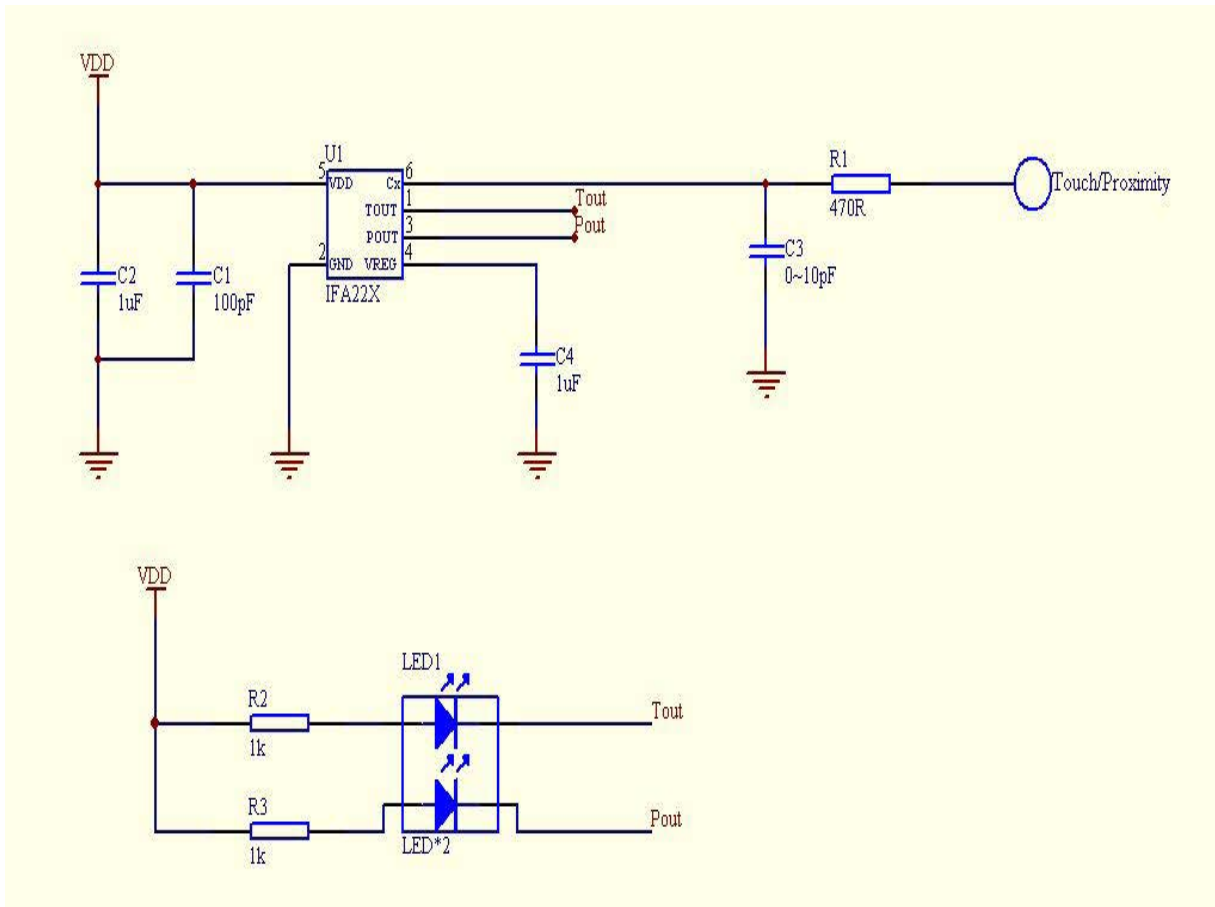 VDD
U1
5
VDD
Cx
6
TOUT
1
Tout
POUT
3
Pout
2
GND
VREG
4
IFA22X
R1
470R
Touch/Proximity
C2
1uF
C1
100pF
C3
0~10pF
C4
1uF
VDD
LED1
R2
1k
Tout
R3
1k
Pout
LED*2